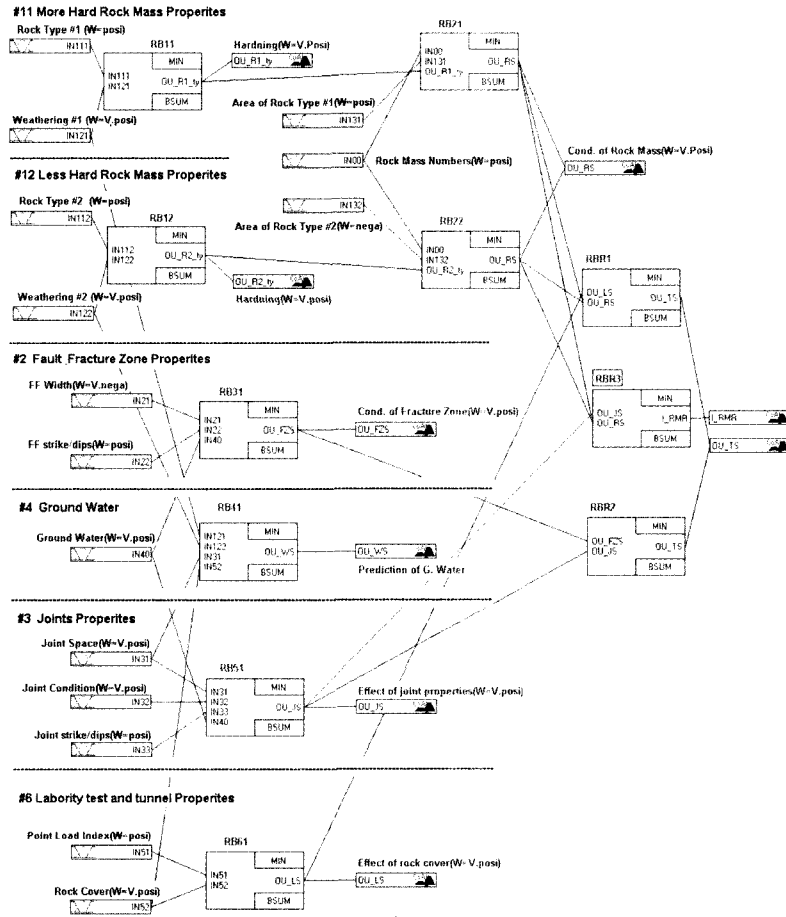 #11 More Hard Rock Mass Properites
Rock Type #1 (W=posi)
IN111
Weathering #1 (W=V.posi)
IN121
RB11
MIN
IN111
IN121
OU_R1_ty
BSUM
Hardning(W=V.Posi)
OU_R1_ty
Area of Rock Type #1(W=posi)
IN131
IN00
Rock Mass Numbers(W=posi)
IN132
Area of Rock Type #2(W=nega)
RB21
MIN
IN00
IN131
OU_R1_ty
OU_RS
BSUM
Cond. of Rock Mass(W=V.Posi)
OU_RS
#12 Less Hard Rock Mass Properites
Rock Type #2 (W=posi)
IN112
Weathering #2 (W=V.posi)
IN122
RB12
MIN
IN112
IN122
OU_R2_ty
BSUM
OU_R2_ty
Hardning(W=V.posi)
RB22
MIN
IN00
IN132
OU_R2_ty
OU_RS
BSUM
RBR1
MIN
OU_LS
OU_RS
OU_TS
BSUM
#2 Fault Fracture Zone Properites
FF Width(W=V.nega)
IN21
FF strike/dips(W=posi)
IN22
RB31
MIN
IN21
IN22
IN40
OU_FZS
BSUM
Cond. of Fracture Zone(W=V.posi)
OU_FZS
RBR3
MIN
OU_JS
OU_RS
I_RMR
BSUM
I_RMR
OU_TS
#4 Ground Water
Ground Water(W=V.posi)
IN40
RB41
MIN
IN121
IN122
IN31
IN52
OU_WS
BSUM
OU_WS
Prediction of G. Water
RBR2
MIN
OU_FZS
OU_JS
OU_TS
BSUM
#3 Joints Properites
Joint Space(W=V.posi)
IN31
Joint Condition(W=V.posi)
IN32
Joint strike/dips(W=posi)
IN33
RB51
MIN
IN31
IN32
IN33
IN40
OU_JS
BSUM
Effect of joint properties(W=V.posi)
OU_JS
#6 Labority test and tunnel Properites
Point Load Index(W=posi)
IN51
Rock Cover(W=V.posi)
IN52
RB61
MIN
IN51
IN52
OU_LS
BSUM
Effect of rock cover(W=V.posi)
OU_LS